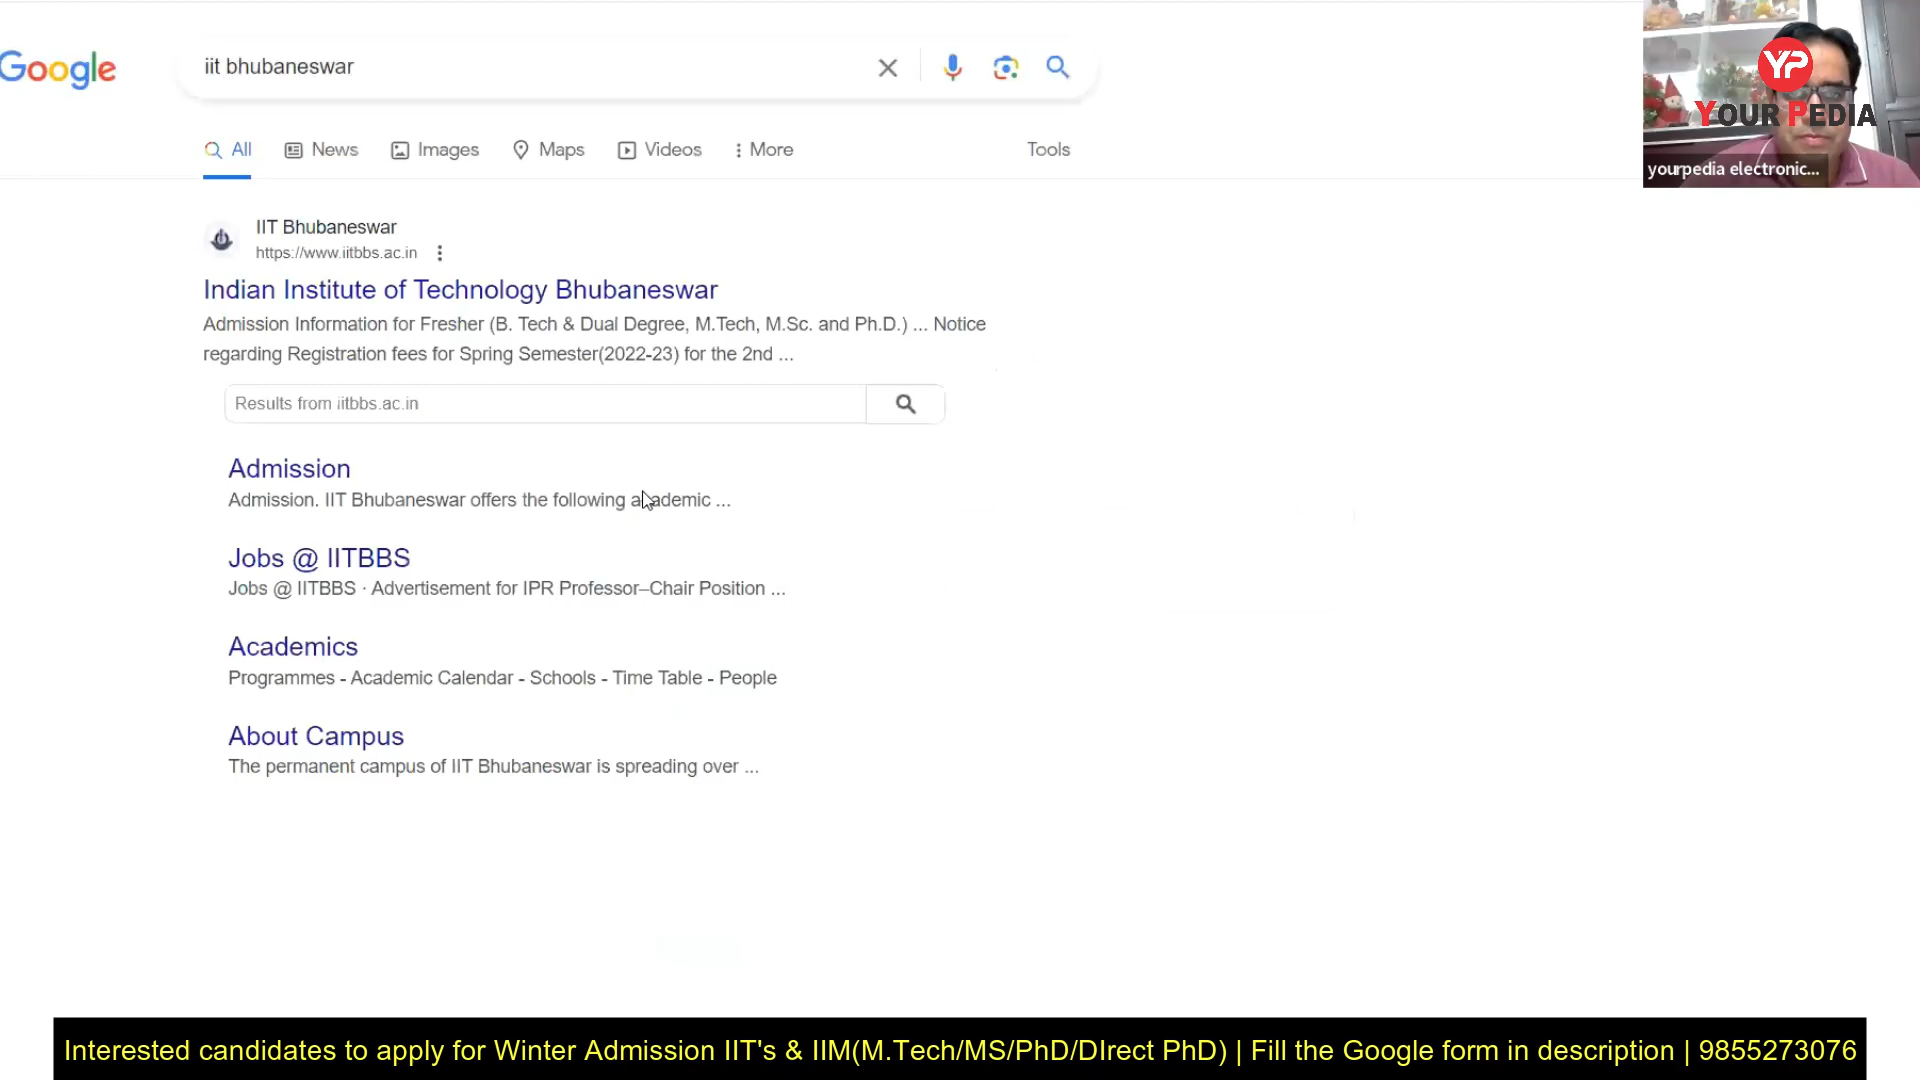 Google
iit bhubaneswar
All
News
Images
Maps
Videos
More
Tools
IIT Bhubaneswar
https://www.iitbbs.ac.in
Indian Institute of Technology Bhubaneswar
Admission Information for Fresher (B. Tech & Dual Degree, M.Tech, M.Sc. and Ph.D.) ... Notice
regarding Registration fees for Spring Semester(2022-23) for the 2nd ...
Results from iitbbs.ac.in
Admission
Admission. IIT Bhubaneswar offers the following academic ...
Jobs @ IITBBS
Jobs @ IITBBS · Advertisement for IPR Professor–Chair Position ...
Academics
Programmes - Academic Calendar - Schools - Time Table - People
About Campus
The permanent campus of IIT Bhubaneswar is spreading over ...
YP
YOUR PEDIA
yourpedia electronic...
Interested candidates to apply for Winter Admission IIT's & IIM(M.Tech/MS/PhD/DIrect PhD) | Fill the Google form in description | 9855273076